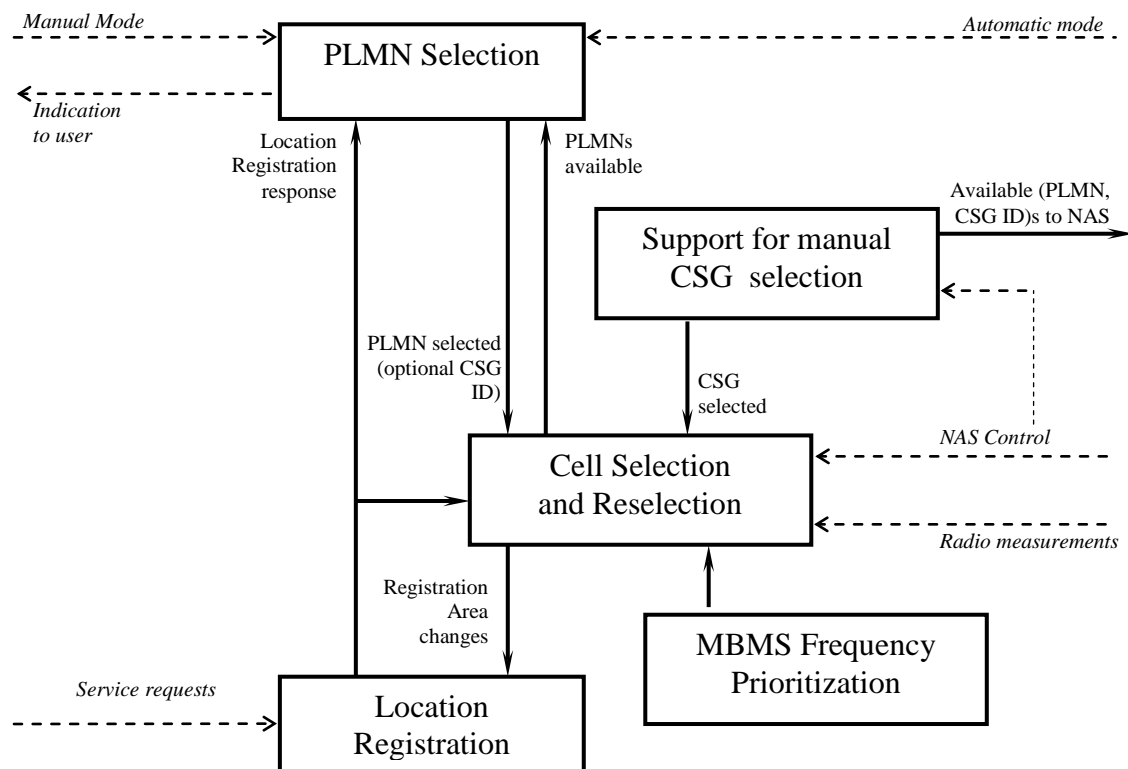 Manual Mode
Automatic mode
PLMN Selection
Indication
to user
Location
Registration
response
PLMNs
available
Available (PLMN,
CSG ID)s to NAS
Support for manual
CSG selection
PLMN selected
(optional CSG
ID)
CSG
selected
NAS Control
Cell Selection
and Reselection
Radio measurements
Registration
Area
changes
MBMS Frequency
Prioritization
Service requests
Location
Registration